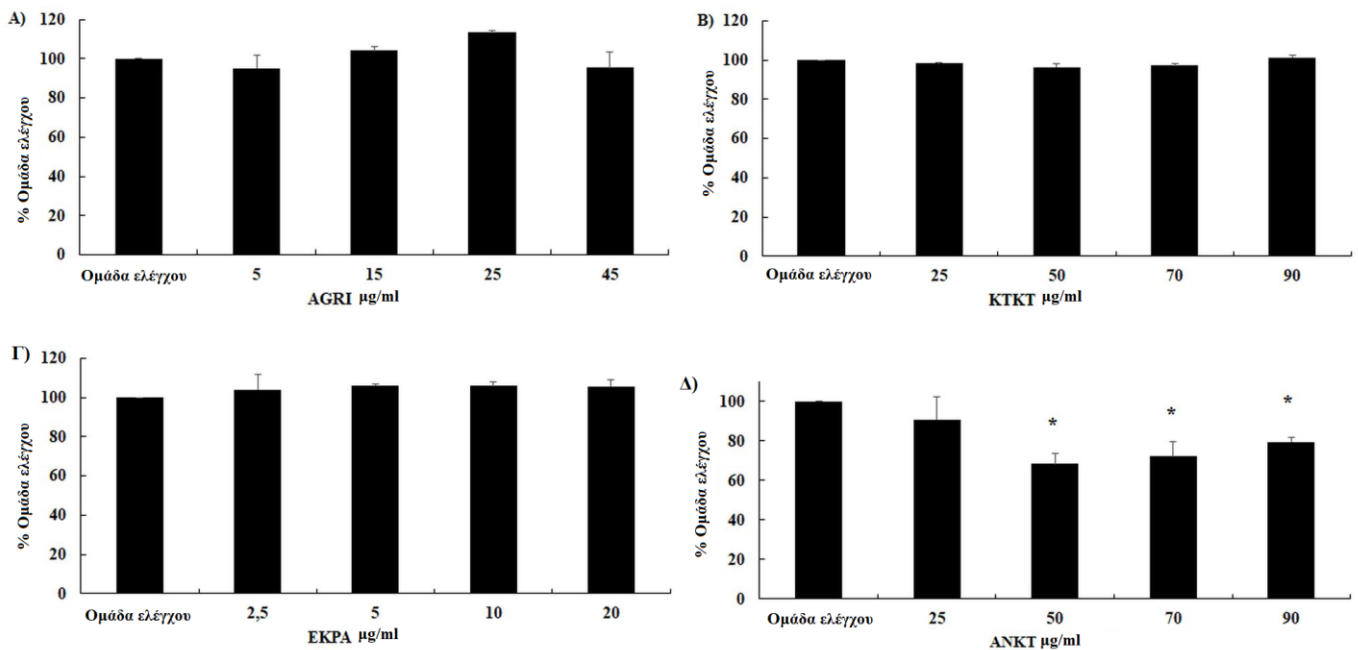 Α)
120
100
80
60
40
20
0
% Ομάδα ελέγχου
Ομάδα ελέγχου 5 15 25 45
AGRI µg/ml
Β)
120
100
80
60
40
20
0
% Ομάδα ελέγχου
Ομάδα ελέγχου 25 50 70 90
KTKT µg/ml
Γ)
120
100
80
60
40
20
0
% Ομάδα ελέγχου
Ομάδα ελέγχου 2,5 5 10 20
EKPA µg/ml
Δ)
* * *
100
80
60
40
20
0
% Ομάδα ελέγχου
Ομάδα ελέγχου 25 50 70 90
ANKT µg/ml